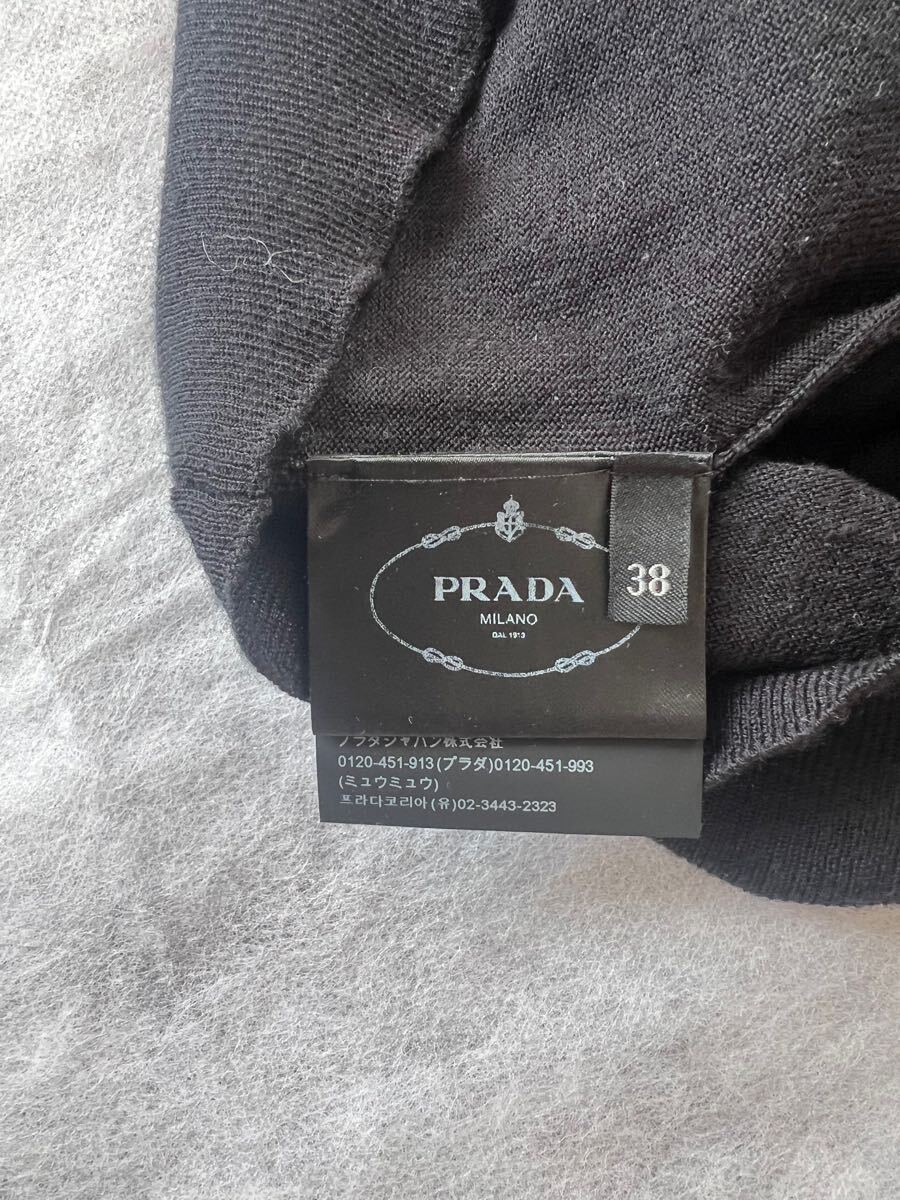 PRADA
MILANO
DAL 1913
38
プラダジャパン株式会社
0120-451-913(プラダ)0120-451-993
(ミュウミュウ)
프라다코리아(유)02-3443-2323